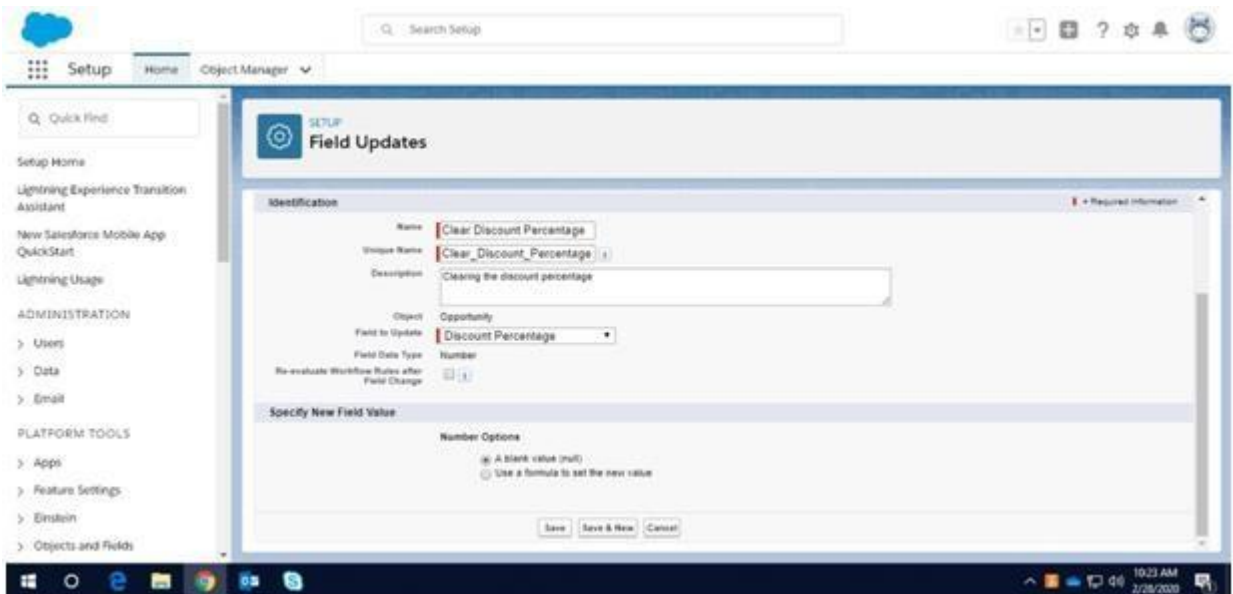 Search Setup
Setup
Home
Object Manager
Quick Find
Setup Home
Lightning Experience Transition
Assistant
New Salesforce Mobile App
QuickStart
Lightning Usage
ADMINISTRATION
Users
Data
Email
PLATFORM TOOLS
Apps
Feature Settings
Einstein
Objects and Fields
SETUP
Field Updates
Identification
= Required Information
Name
Clear Discount Percentage
Unique Name
Clear_Discount_Percentage
Description
Clearing the discount percentage
Object
Opportunity
Field to Update
Discount Percentage
Field Data Type
Number
Re-evaluate Workflow Rules after
Field Change
Specify New Field Value
Number Options
A blank value (null)
Use a formula to set the new value
Save
Save & New
Cancel
10:23 AM
2/28/2020